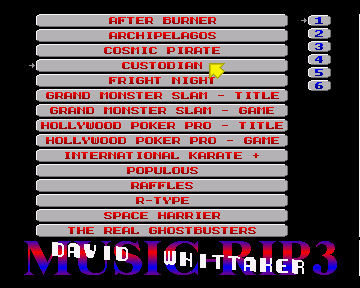 AFTER BURNER
ARCHIPELAGOS
COSMIC PIRATE
CUSTODIAN
FRIGHT NIGHT
GRAND MONSTER SLAM - TITLE
GRAND MONSTER SLAM - GAME
HOLLYWOOD POKER PRO - TITLE
HOLLYWOOD POKER PRO - GAME
INTERNATIONAL KARATE +
POPULOUS
RAFFLES
R-TYPE
SPACE HARRIER
THE REAL GHOSTBUSTERS
1
2
3
4
5
6
MUSIC-RIP3
DAVID WHITTAKER